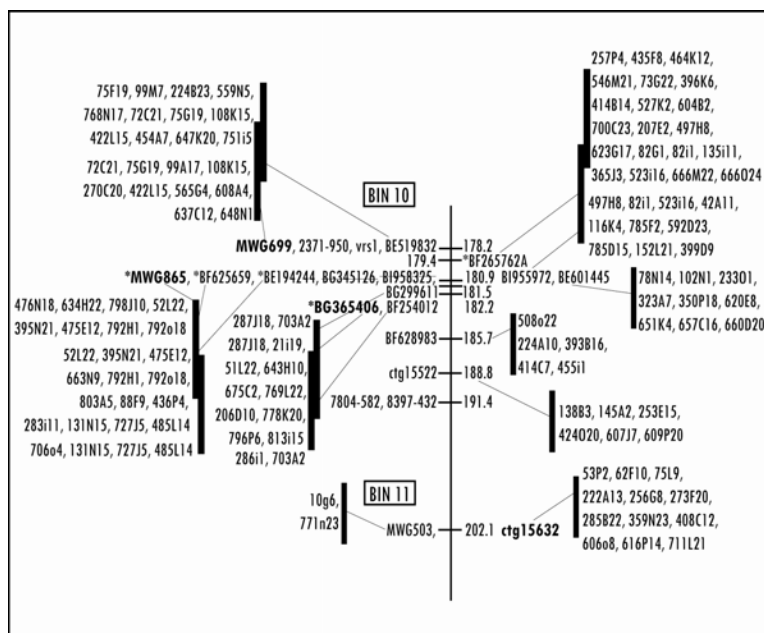 75F19, 99M7, 224B23, 559N5,
768N17, 72C21, 75G19, 108K15,
422L15, 454A7, 647K20, 751i5
72C21, 75G19, 99A17, 108K15,
270C20, 422L15, 565G4, 608A4,
637C12, 648N1
257P4, 435F8, 464K12,
546M21, 73G22, 396K6,
414B14, 527K2, 604B2,
700C23, 207E2, 497H8,
623G17, 82G1, 82i1, 135i11,
365J3, 523i16, 666M22, 666O24
497H8, 82i1, 523i16, 42A11,
116K4, 785F2, 592D23,
785D15, 152L21, 399D9
BIN 10
MWG699, 2371-950, vrs1, BE519832 178.2
179.4 *BF265762A
*MWG865, *BF625659, *BE194244, BG345126, BI958325, 180.9 BI955972, BE601445
BG299611 181.5
*BG365406, BF254012 182.2
BF628983 185.7
ctg15522 188.8
7804-582, 8397-432 191.4
476N18, 634H22, 798J10, 52L22,
395N21, 475E12, 792H1, 792o18
52L22, 395N21, 475E12,
663N9, 792H1, 792o18,
803A5, 88F9, 436P4,
283i11, 131N15, 727J5, 485L14
706o4, 131N15, 727J5, 485L14
287J18, 703A2
287J18, 21i19,
51L22, 643H10,
675C2, 769L22,
206D10, 778K20,
796P6, 813i15
286i1, 703A2
78N14, 102N1, 233O1,
323A7, 350P18, 620E8,
651K4, 657C16, 660D20
508o22
224A10, 393B16,
414C7, 455i1
138B3, 145A2, 253E15,
424O20, 607J7, 609P20
BIN 11
10g6,
771n23
MWG503, 202.1 ctg15632
53P2, 62F10, 75L9,
222A13, 256G8, 273F20,
285B22, 359N23, 408C12,
606o8, 616P14, 711L21